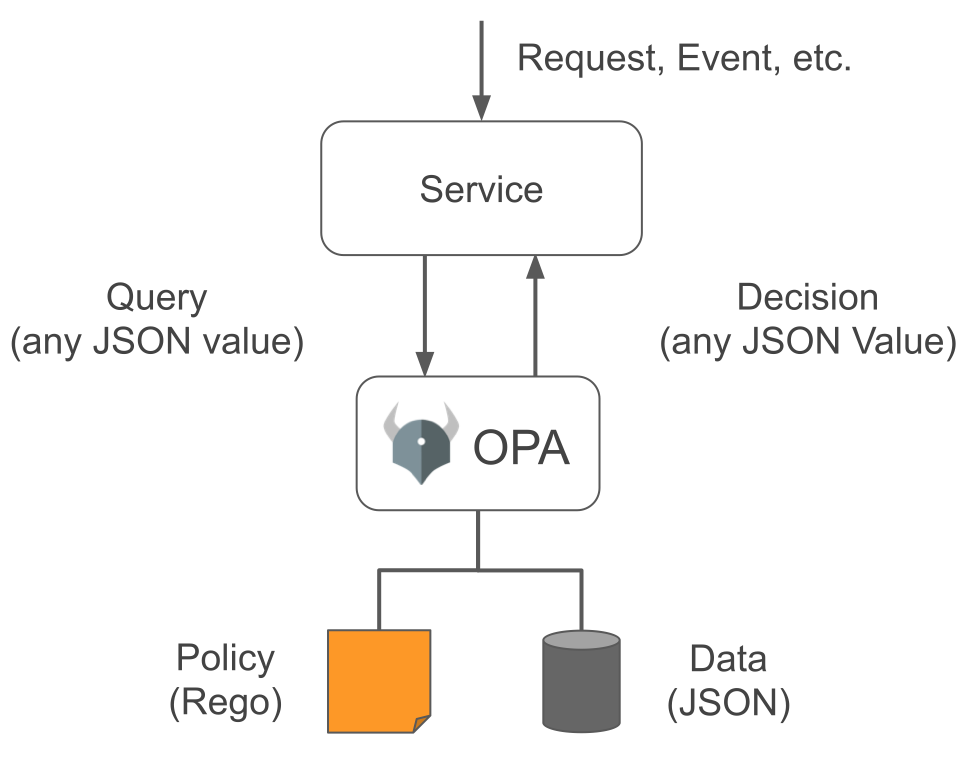 Request, Event, etc.
Service
Query
(any JSON value)
Decision
(any JSON Value)
OPA
Policy
(Rego)
Data
(JSON)